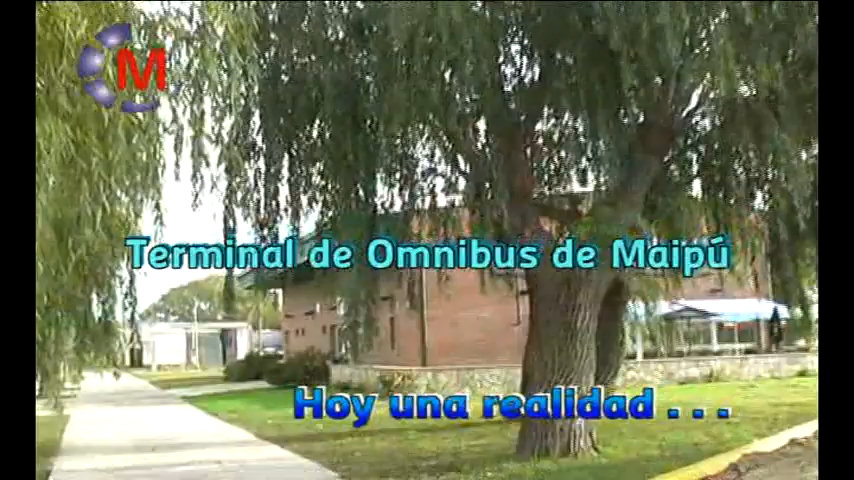 M
Terminal de Omnibus de Maipú
Hoy una realidad . . .